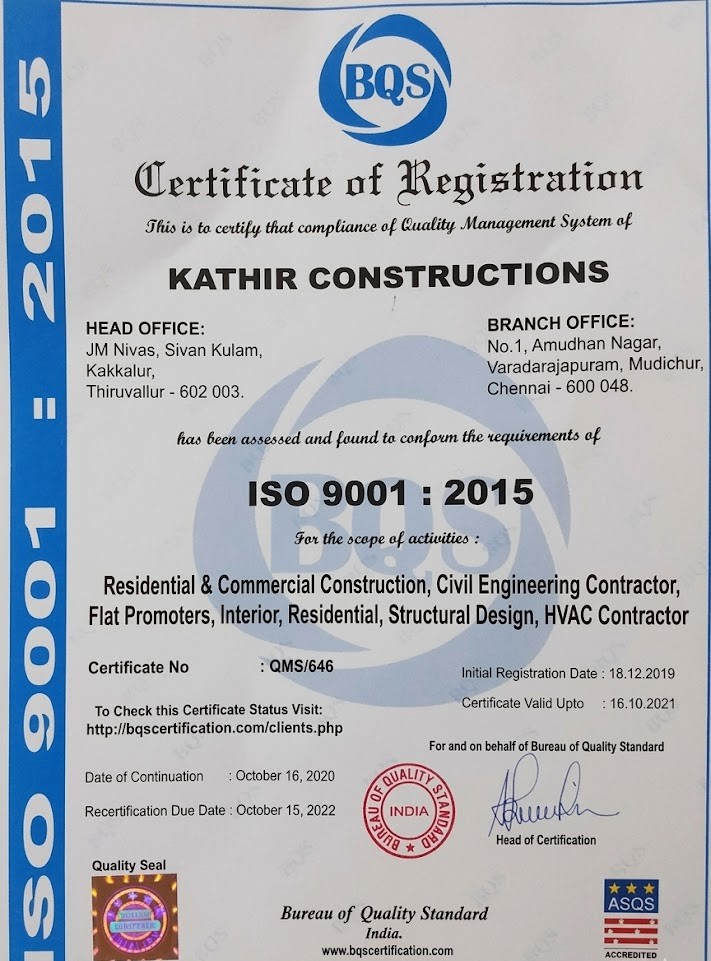 BQS
Certificate of Registration
This is to certify that compliance of Quality Management System of
KATHIR CONSTRUCTIONS
HEAD OFFICE:
JM Nivas, Sivan Kulam,
Kakkalur,
Thiruvallur - 602 003.
BRANCH OFFICE:
No.1, Amudhan Nagar,
Varadarajapuram, Mudichur,
Chennai - 600 048.
has been assessed and found to conform the requirements of
ISO 9001 : 2015
For the scope of activities :
Residential & Commercial Construction, Civil Engineering Contractor,
Flat Promoters, Interior, Residential, Structural Design, HVAC Contractor
Certificate No : QMS/646
Initial Registration Date : 18.12.2019
Certificate Valid Upto : 16.10.2021
To Check this Certificate Status Visit:
http://bqscertification.com/clients.php
For and on behalf of Bureau of Quality Standard
Date of Continuation : October 16, 2020
Recertification Due Date : October 15, 2022
BUREAU OF QUALITY STANDARD
INDIA
Head of Certification
Quality Seal
Bureau of Quality Standard
India.
www.bqscertification.com
ASQS
ACCREDITED
ISO 9001 = 2015
BQS